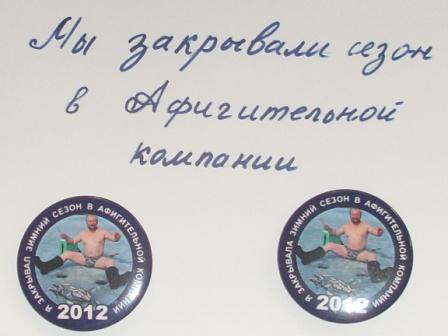 Мы закрывали сезон
в Афигительной
компании
Я ЗАКРЫВАЛ ЗИМНИЙ СЕЗОН В АФИГИТЕЛЬНОЙ КОМПАНИИ
2012
Я ЗАКРЫВАЛА ЗИМНИЙ СЕЗОН В АФИГИТЕЛЬНОЙ КОМПАНИИ
2012